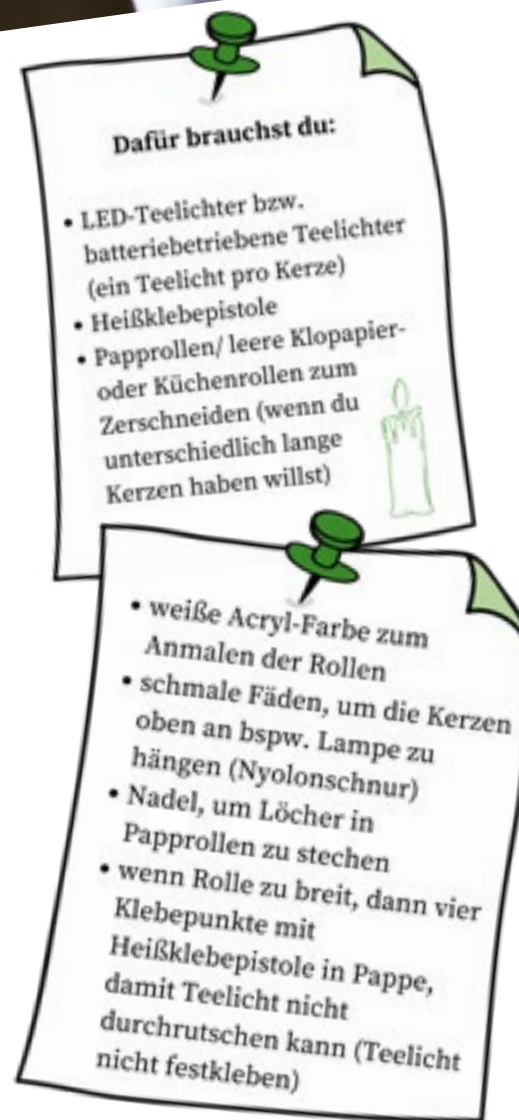 Dafür brauchst du:
• LED-Teelichter bzw.
batteriebetriebene Teelichter
(ein Teelicht pro Kerze)
• Heißklebepistole
• Papprollen/ leere Klopapier-
oder Küchenrollen zum
Zerschneiden (wenn du
unterschiedlich lange
Kerzen haben willst)
• weiße Acryl-Farbe zum
Anmalen der Rollen
• schmale Fäden, um die Kerzen
oben an bspw. Lampe zu
hängen (Nyolonschnur)
• Nadel, um Löcher in
Papprollen zu stechen
• wenn Rolle zu breit, dann vier
Klebepunkte mit
Heißklebepistole in Pappe,
damit Teelicht nicht
durchrutschen kann (Teelicht
nicht festkleben)